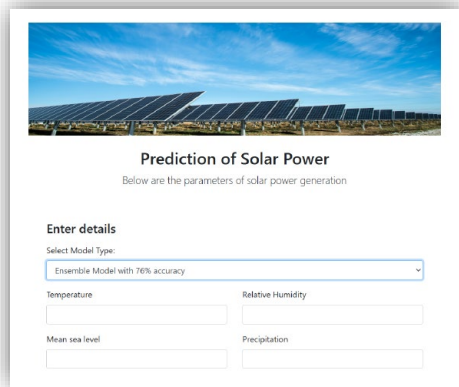 Prediction of Solar Power
Below are the parameters of solar power generation
Enter details
Select Model Type:
Ensemble Model with 76% accuracy
Temperature Relative Humidity
Mean sea level Precipitation